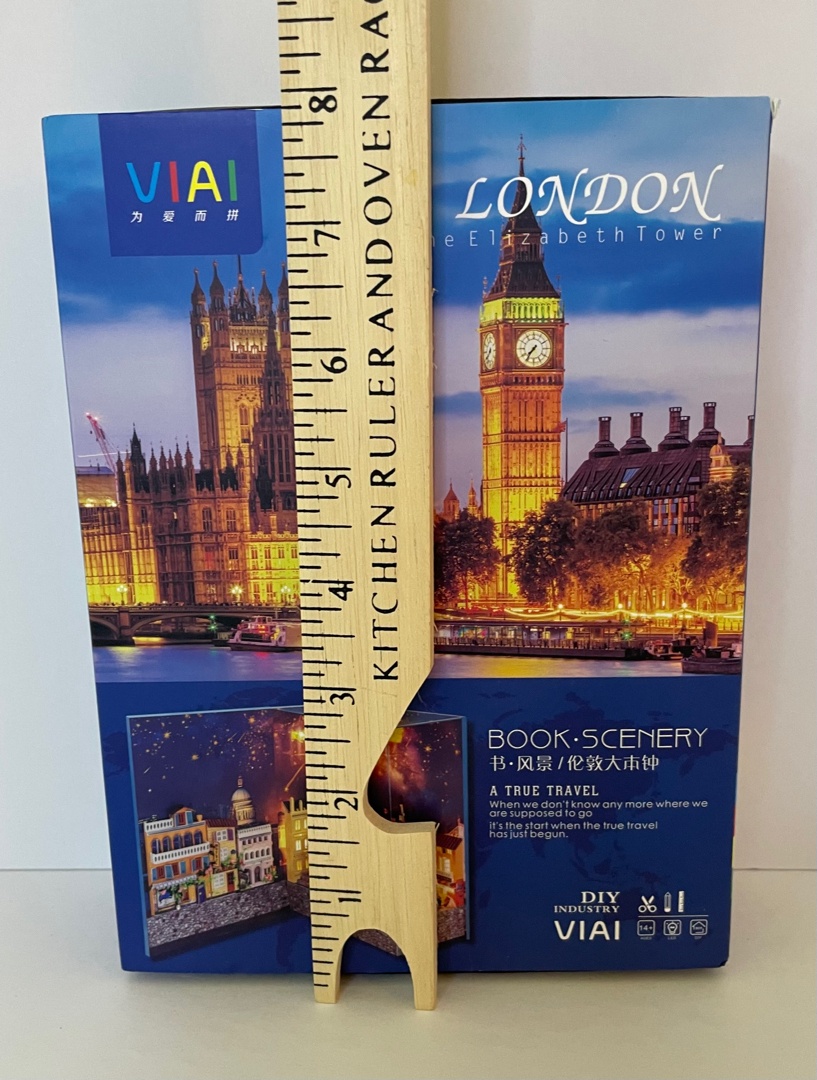 VIAI
为爱而拼
LONDON
he Elizabeth Tower
8
7
6
5
4
3
2
1
KITCHEN RULER AND OVEN RAC
BOOK·SCENERY
书·风景/伦敦大本钟
A TRUE TRAVEL
When we don't know any more where we
are supposed to go
it's the start when the true travel
has just begun.
DIY
INDUSTRY
VIAI
14+